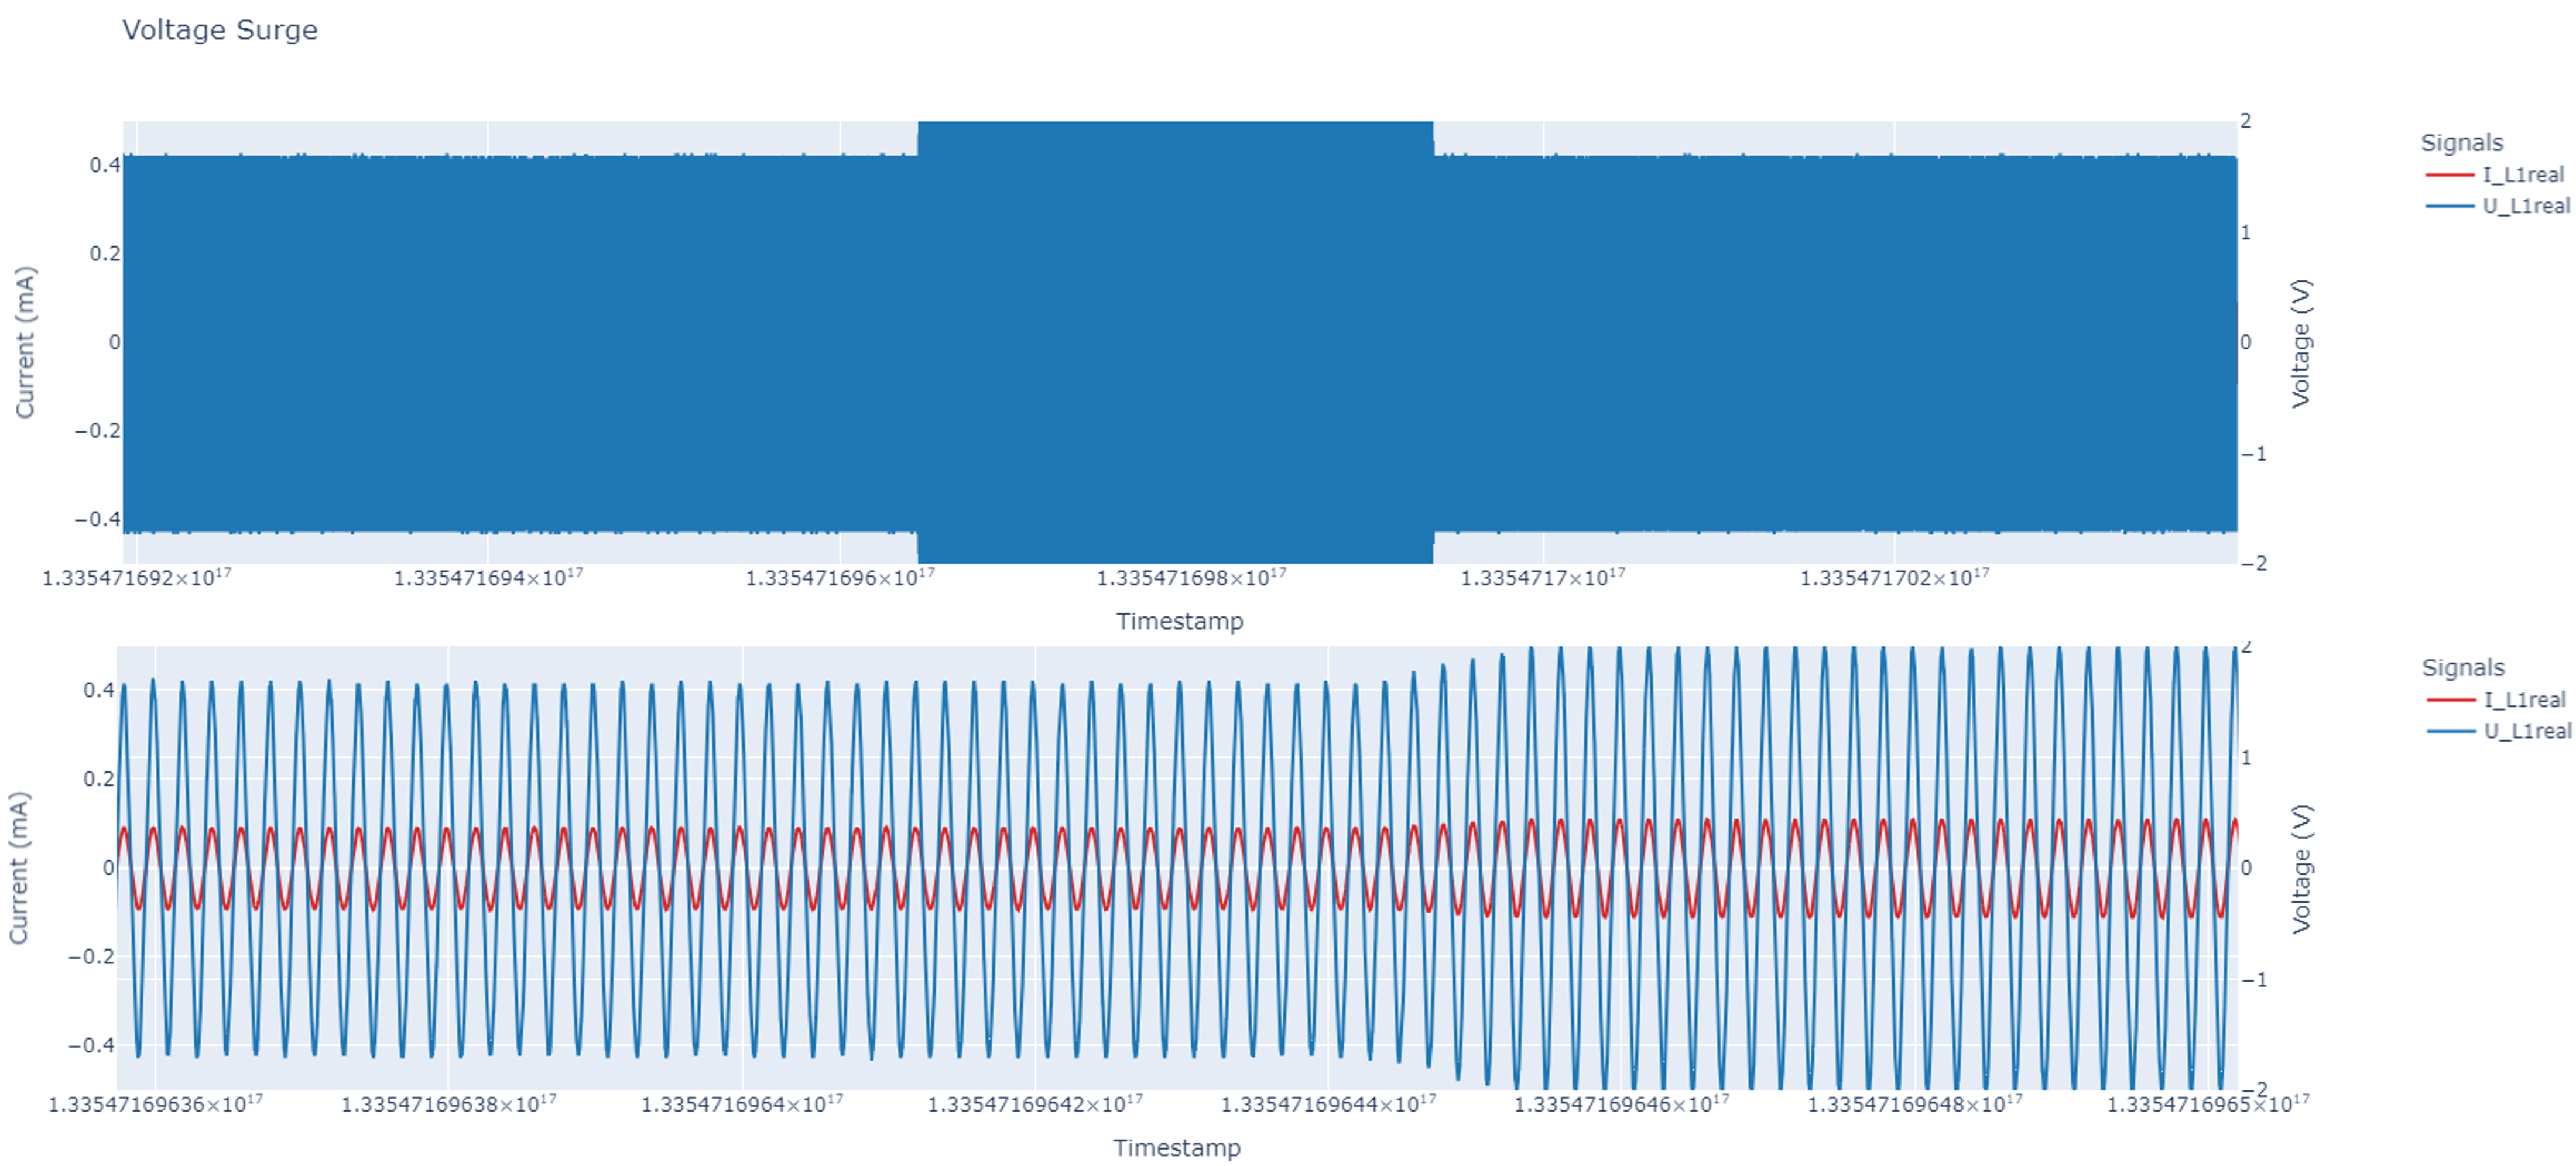 Voltage Surge
Current (mA)
0.4
0.2
0
−0.2
−0.4
2
1
0
−1
−2
Voltage (V)
Signals
I_L1real
U_L1real
1.335471692×10¹⁷ 1.335471694×10¹⁷ 1.335471696×10¹⁷ 1.335471698×10¹⁷ 1.3354717×10¹⁷ 1.335471702×10¹⁷
Timestamp
Current (mA)
0.4
0.2
0
−0.2
−0.4
2
1
0
−1
−2
Voltage (V)
Signals
I_L1real
U_L1real
1.33547169636×10¹⁷ 1.33547169638×10¹⁷ 1.3354716964×10¹⁷ 1.33547169642×10¹⁷ 1.33547169644×10¹⁷ 1.33547169646×10¹⁷ 1.33547169648×10¹⁷ 1.3354716965×10¹⁷
Timestamp